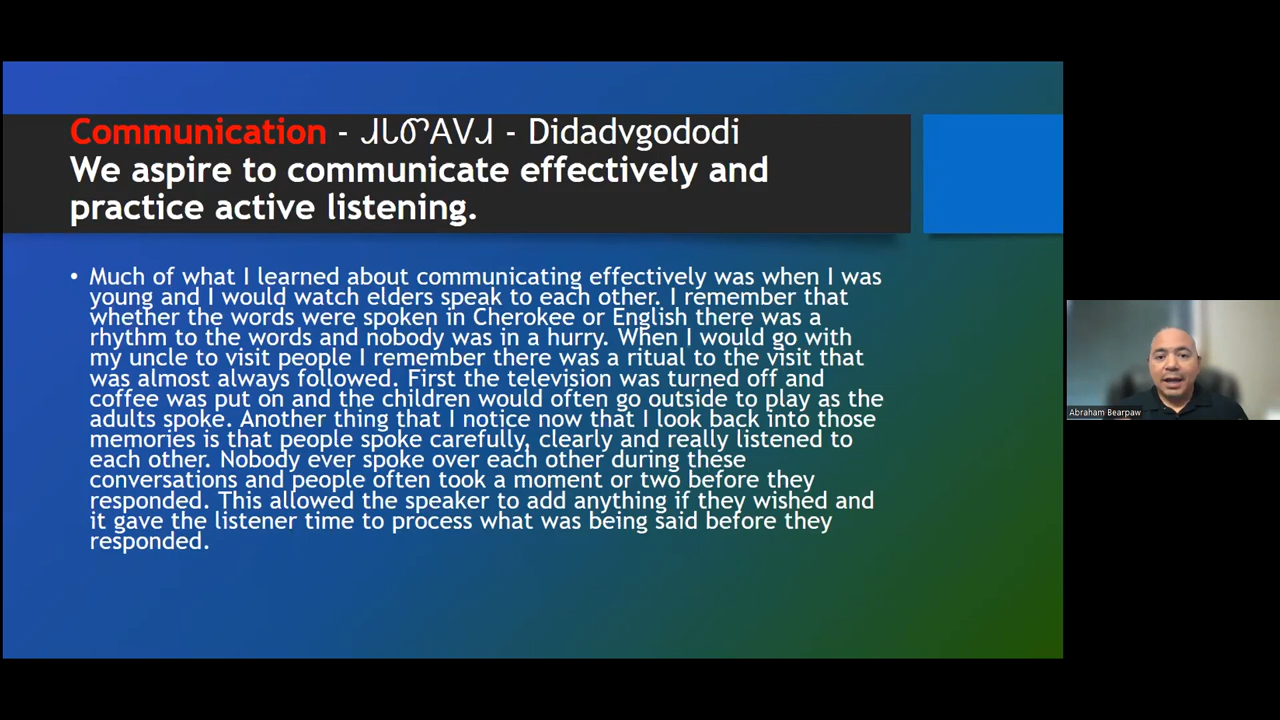 Communication - ᏗᏓᏛᎪᏙᏗ - Didadvgododi
We aspire to communicate effectively and
practice active listening.
• Much of what I learned about communicating effectively was when I was
young and I would watch elders speak to each other. I remember that
whether the words were spoken in Cherokee or English there was a
rhythm to the words and nobody was in a hurry. When I would go with
my uncle to visit people I remember there was a ritual to the visit that
was almost always followed. First the television was turned off and
coffee was put on and the children would often go outside to play as the
adults spoke. Another thing that I notice now that I look back into those
memories is that people spoke carefully, clearly and really listened to
each other. Nobody ever spoke over each other during these
conversations and people often took a moment or two before they
responded. This allowed the speaker to add anything if they wished and
it gave the listener time to process what was being said before they
responded.
Abraham Bearpaw